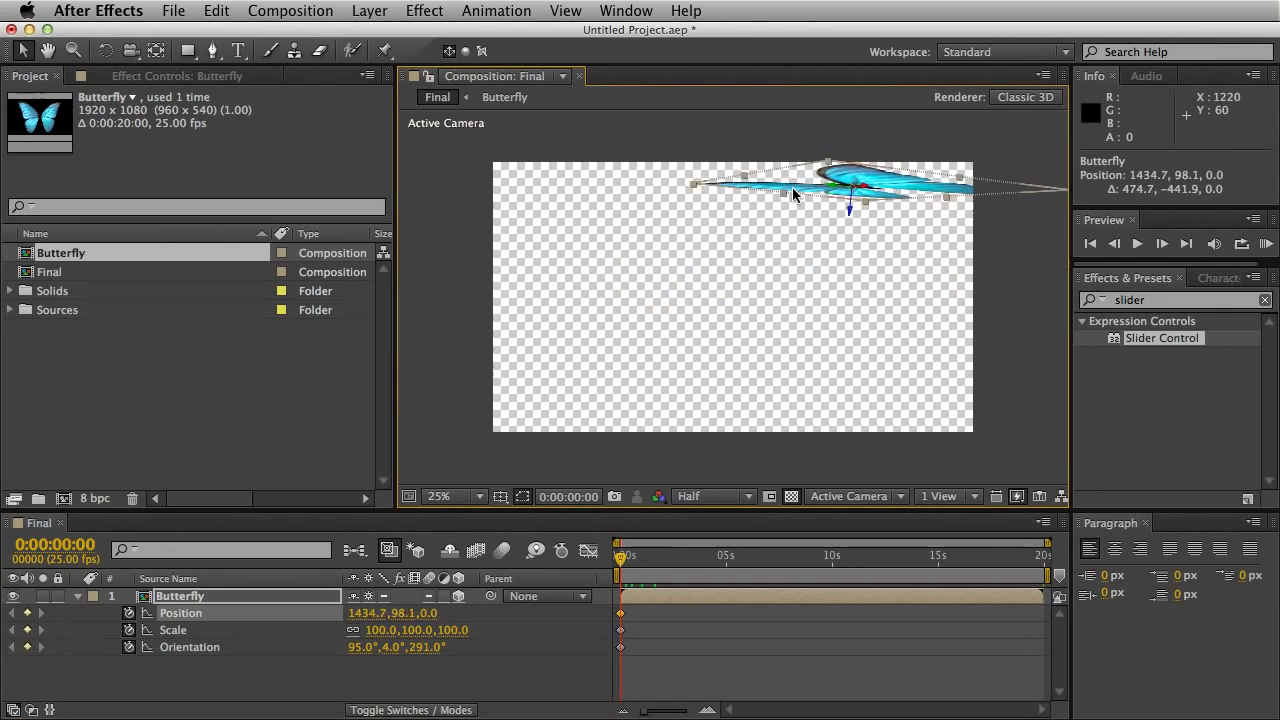 After Effects File Edit Composition Layer Effect Animation View Window Help
Untitled Project.aep *
Workspace: Standard Search Help
Project Effect Controls: Butterfly
Butterfly , used 1 time
1920 x 1080 (960 x 540) (1.00)
Δ 0:00:20:00, 25.00 fps
Name Type Size
Butterfly Composition
Final Composition
Solids Folder
Sources Folder
8 bpc
Composition: Final
Final Butterfly Renderer: Classic 3D
Active Camera
25% 0:00:00:00 Half Active Camera 1 View
Info Audio
R : X : 1220
G : Y : 60
B :
A : 0
Butterfly
Position: 1434.7, 98.1, 0.0
Δ: 474.7, -441.9, 0.0
Preview
Effects & Presets Charact
slider
Expression Controls
32 Slider Control
Final
0:00:00:00
00000 (25.00 fps)
:00s 05s 10s 15s 20s
# Source Name fx Parent
1 Butterfly None
Position 1434.7,98.1,0.0
Scale 100.0,100.0,100.0%
Orientation 95.0°,4.0°,291.0°
Toggle Switches / Modes
Paragraph
0 px 0 px 0 px
0 px 0 px